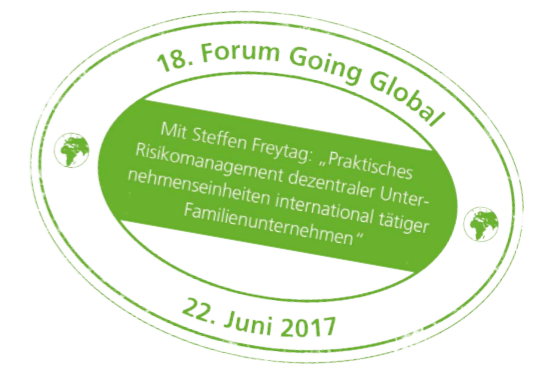 18. Forum Going Global
Mit Steffen Freytag: „Praktisches
Risikomanagement dezentraler Unter-
nehmenseinheiten international tätiger
Familienunternehmen“
22. Juni 2017